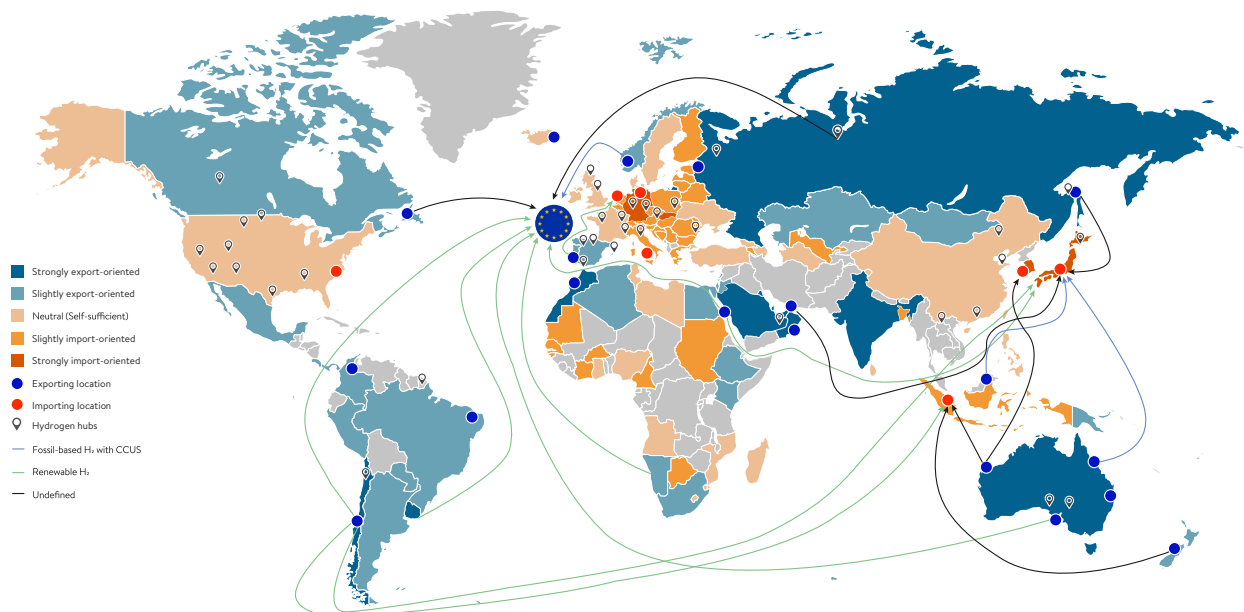 Strongly export-oriented
Slightly export-oriented
Neutral (Self-sufficient)
Slightly import-oriented
Strongly import-oriented
Exporting location
Importing location
Hydrogen hubs
Fossil-based H₂ with CCUS
Renewable H₂
Undefined